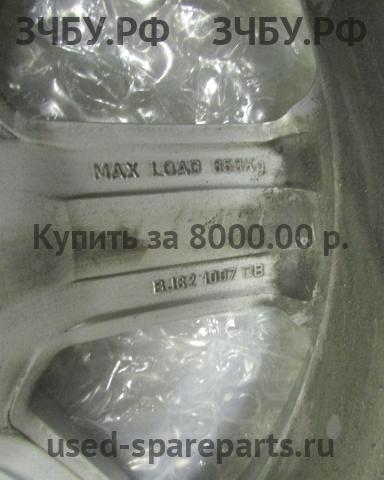 ЗЧБУ.РФ ЗЧБУ.РФ
MAX LOAD
Купить за 8000.00 р.
used-spareparts.ru